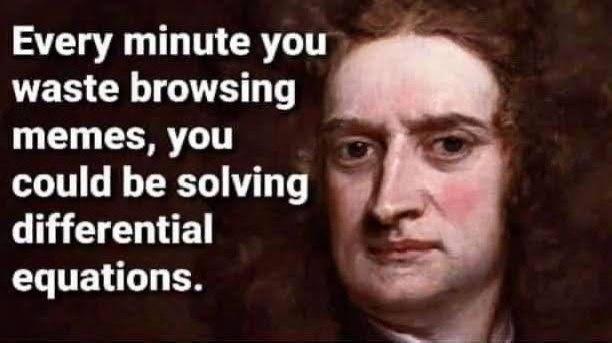 Every minute you
waste browsing
memes, you
could be solving
differential
equations.